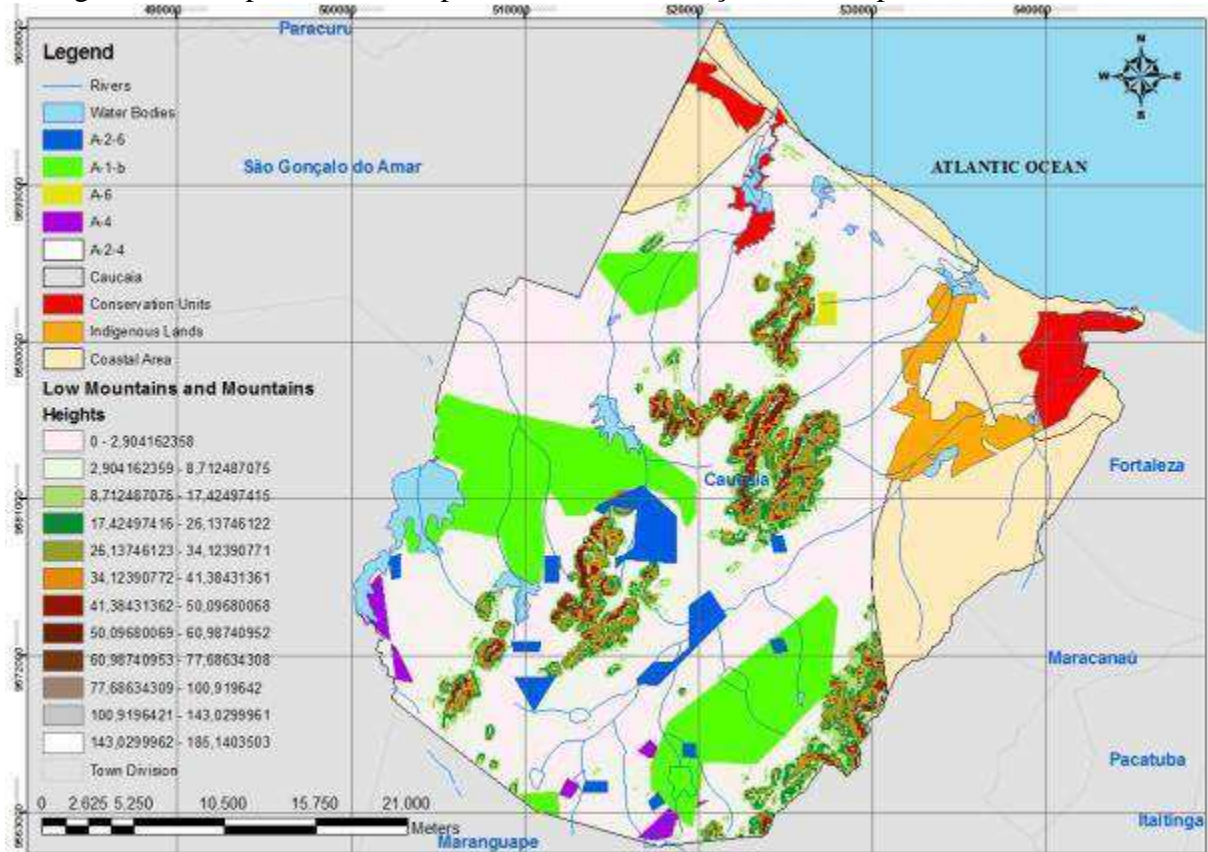 490000 500000 510000 520000 530000 540000
Paracuru
Legend
Rivers
Water Bodies
A-2-6
A-1-b
A-6
A-4
A-2-4
Caucaia
Conservation Units
Indigenous Lands
Coastal Area
Low Mountains and Mountains
Heights
0 - 2,904162358
2,904162359 - 8,712487075
8,712487076 - 17,42497415
17,42497416 - 26,13746122
26,13746123 - 34,12390771
34,12390772 - 41,38431361
41,38431362 - 50,09680068
50,09680069 - 60,98740952
60,98740953 - 77,68634308
77,68634309 - 100,919642
100,9196421 - 143,0299961
143,0299962 - 185,1403503
Town Division
0 2.625 5.250 10.500 15.750 21.000
Meters
São Gonçalo do Amar
N
W E
S
ATLANTIC OCEAN
Caucaia
Fortaleza
Maracanaú
Pacatuba
Itaitinga
Maranguape